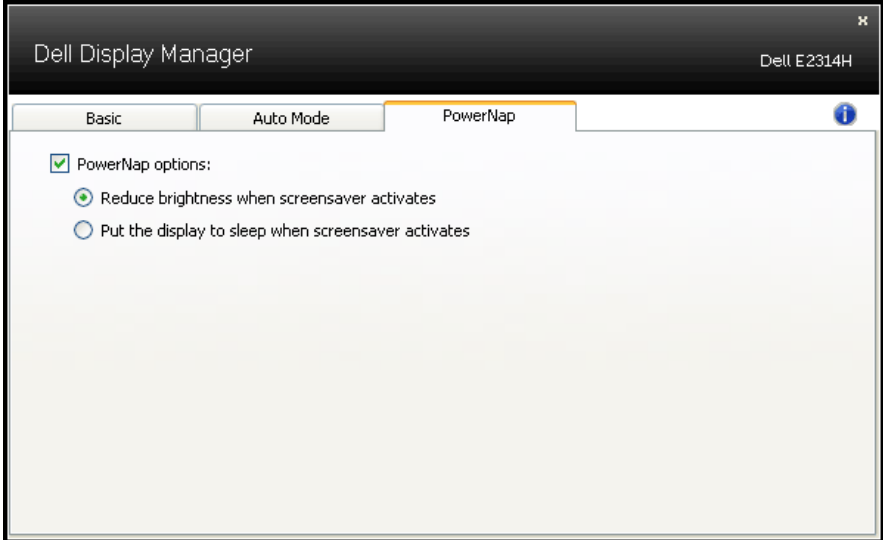 x
Dell Display Manager
Dell E2314H
Basic Auto Mode PowerNap i
PowerNap options:
Reduce brightness when screensaver activates
Put the display to sleep when screensaver activates